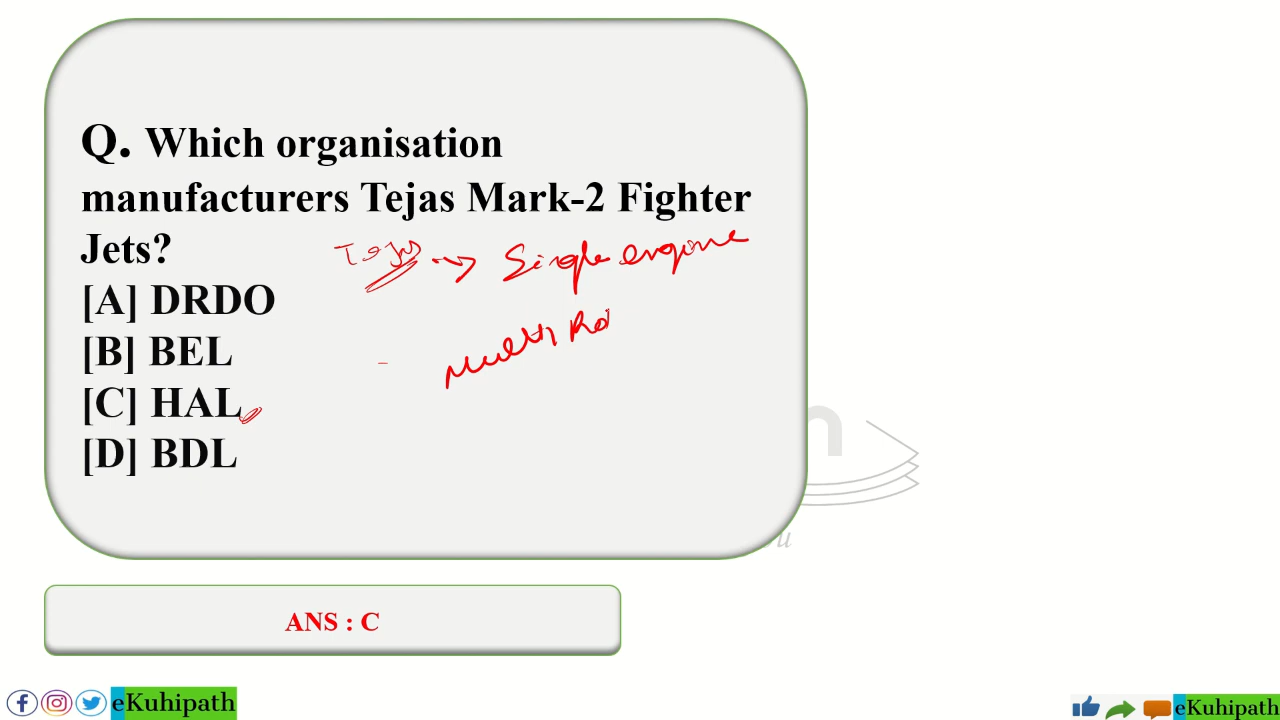 Q. Which organisation
manufacturers Tejas Mark-2 Fighter
Jets?
Tejas → Single engine
[A] DRDO
Multi Ro
[B] BEL
[C] HAL
[D] BDL
ANS : C
eKuhipath
eKuhipath